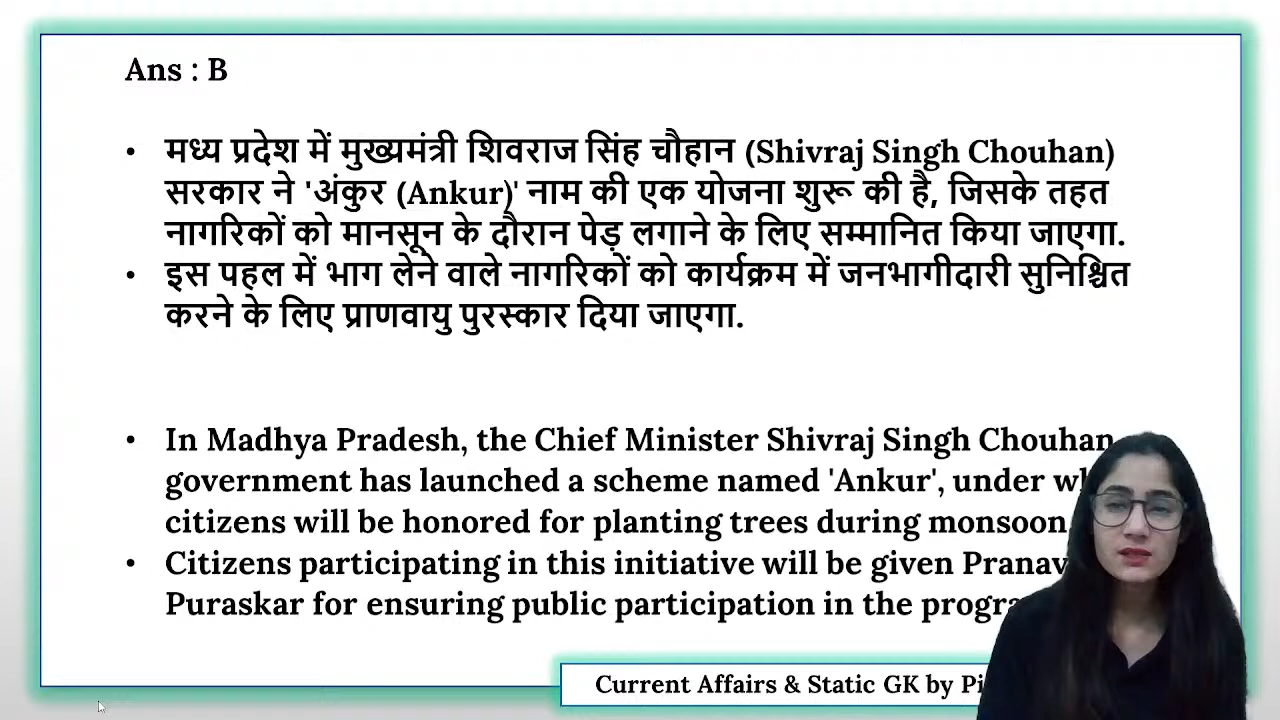 Ans : B
• मध्य प्रदेश में मुख्यमंत्री शिवराज सिंह चौहान (Shivraj Singh Chouhan)
सरकार ने 'अंकुर (Ankur)' नाम की एक योजना शुरू की है, जिसके तहत
नागरिकों को मानसून के दौरान पेड़ लगाने के लिए सम्मानित किया जाएगा.
• इस पहल में भाग लेने वाले नागरिकों को कार्यक्रम में जनभागीदारी सुनिश्चित
करने के लिए प्राणवायु पुरस्कार दिया जाएगा.
• In Madhya Pradesh, the Chief Minister Shivraj Singh Chouhan
government has launched a scheme named 'Ankur', under
citizens will be honored for planting trees during monsoon
• Citizens participating in this initiative will be given
Puraskar for ensuring public participation in the
Current Affairs & Static GK by